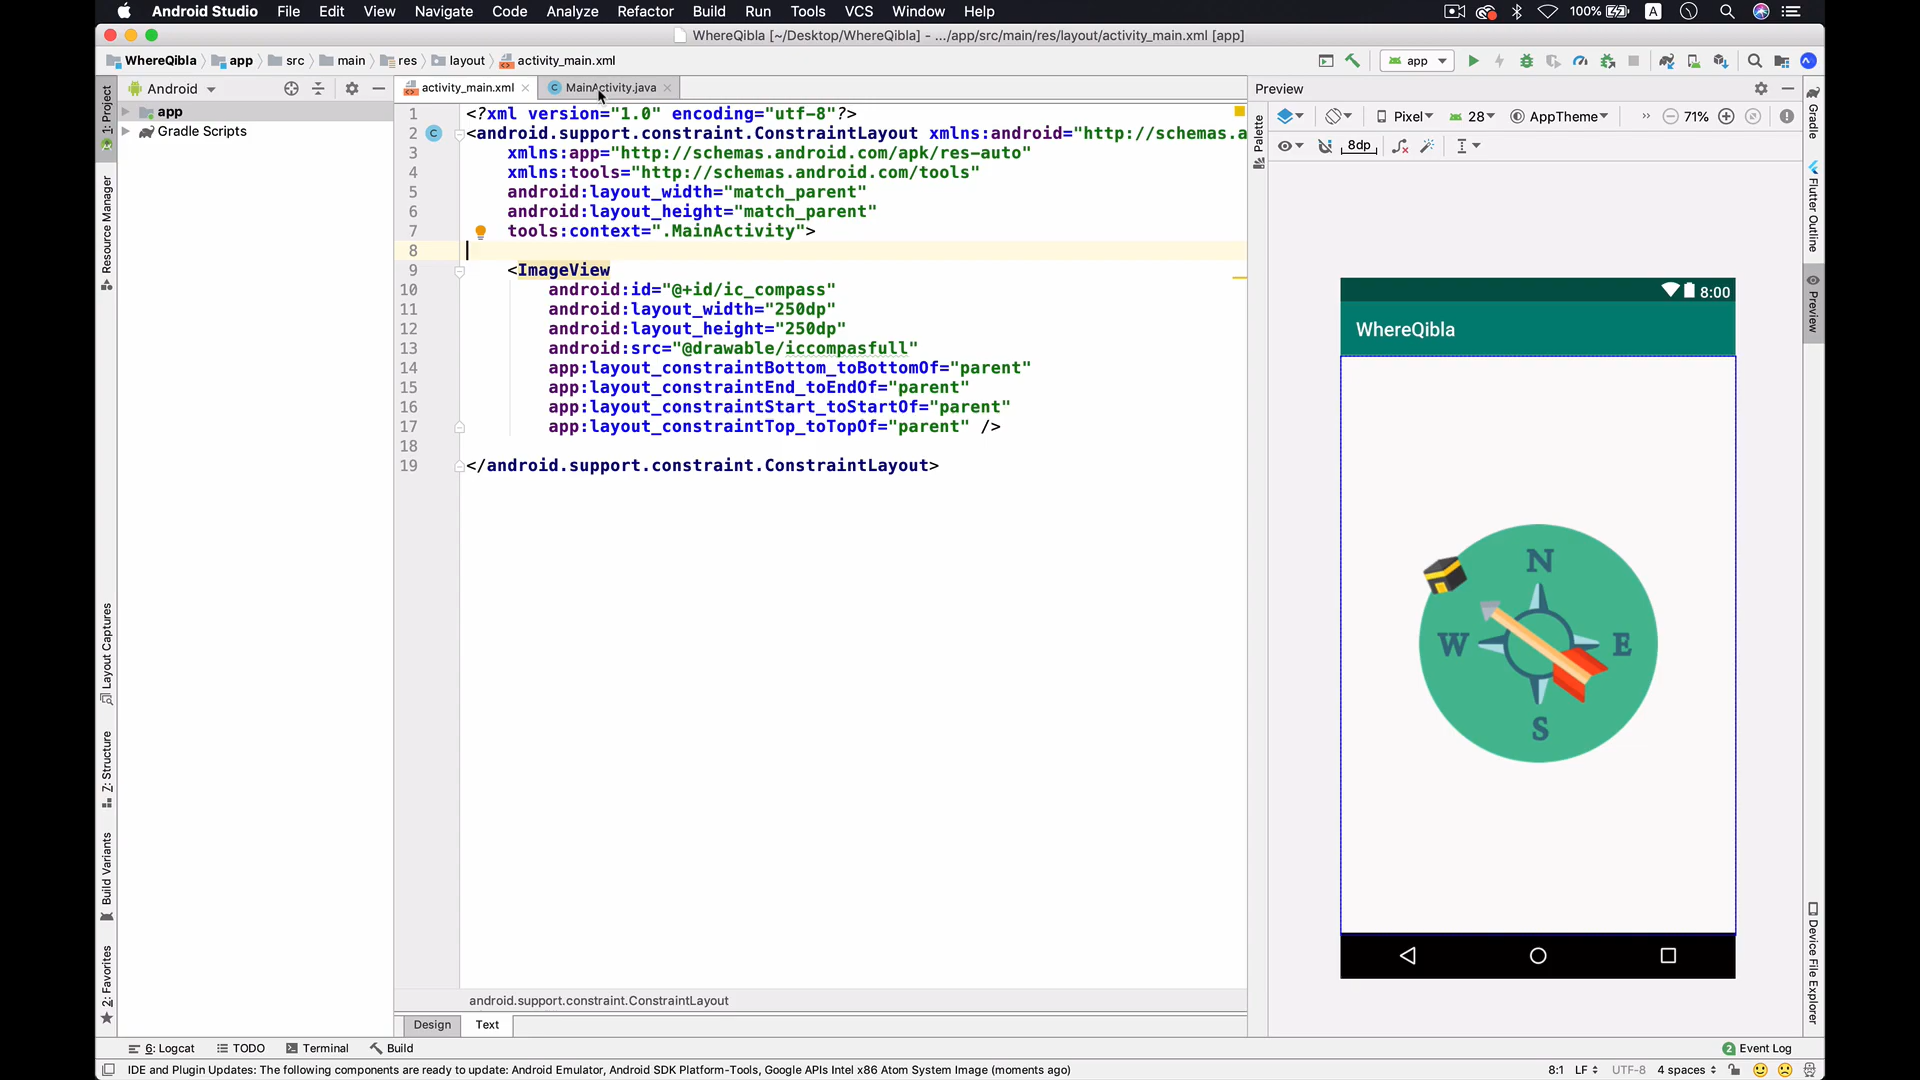 Android Studio File Edit View Navigate Code Analyze Refactor Build Run Tools VCS Window Help 100% A
WhereQibla [~/Desktop/WhereQibla] - .../app/src/main/res/layout/activity_main.xml [app]
WhereQibla app src main res layout activity_main.xml app
Android
activity_main.xml MainActivity.java
Preview
app
Gradle Scripts
1: Project
Resource Manager
Layout Captures
Z: Structure
Build Variants
2: Favorites
1 <?xml version="1.0" encoding="utf-8"?>
2 <android.support.constraint.ConstraintLayout xmlns:android="http://schemas.a
3 xmlns:app="http://schemas.android.com/apk/res-auto"
4 xmlns:tools="http://schemas.android.com/tools"
5 android:layout_width="match_parent"
6 android:layout_height="match_parent"
7 tools:context=".MainActivity">
8
9 <ImageView
10 android:id="@+id/ic_compass"
11 android:layout_width="250dp"
12 android:layout_height="250dp"
13 android:src="@drawable/iccompasfull"
14 app:layout_constraintBottom_toBottomOf="parent"
15 app:layout_constraintEnd_toEndOf="parent"
16 app:layout_constraintStart_toStartOf="parent"
17 app:layout_constraintTop_toTopOf="parent" />
18
19 </android.support.constraint.ConstraintLayout>
android.support.constraint.ConstraintLayout
Design Text
Palette
Pixel 28 AppTheme 71%
8dp
8:00
WhereQibla
N
W E
S
Gradle
Flutter Outline
Preview
Device File Explorer
6: Logcat TODO Terminal Build
2 Event Log
IDE and Plugin Updates: The following components are ready to update: Android Emulator, Android SDK Platform-Tools, Google APIs Intel x86 Atom System Image (moments ago)
8:1 LF UTF-8 4 spaces